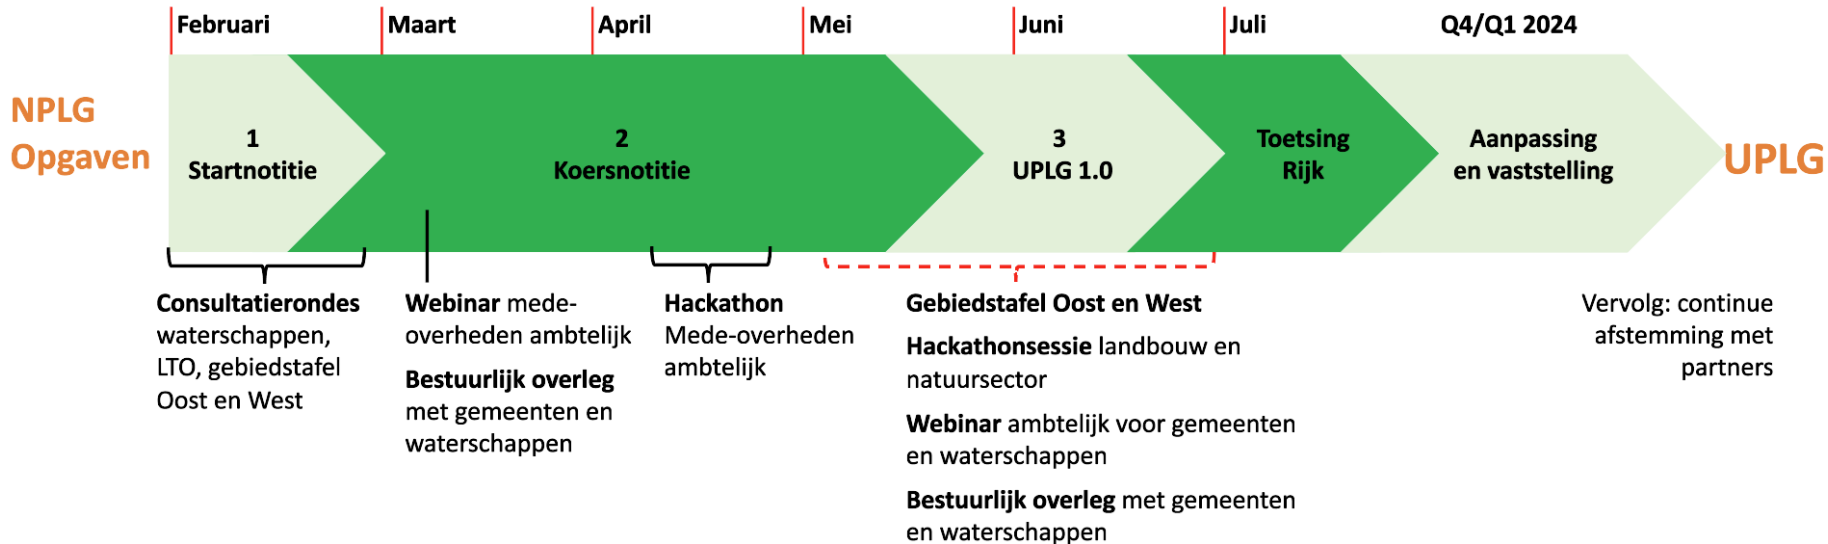 Februari
Maart
April
Mei
Juni
Juli
Q4/Q1 2024
NPLG
Opgaven
1
Startnotitie
2
Koersnotitie
3
UPLG 1.0
Toetsing
Rijk
Aanpassing
en vaststelling
UPLG
Consultatierondes
waterschappen,
LTO, gebiedstafel
Oost en West
Webinar mede-
overheden ambtelijk
Bestuurlijk overleg
met gemeenten en
waterschappen
Hackathon
Mede-overheden
ambtelijk
Gebiedstafel Oost en West
Hackathonsessie landbouw en
natuursector
Webinar ambtelijk voor gemeenten
en waterschappen
Bestuurlijk overleg met gemeenten
en waterschappen
Vervolg: continue
afstemming met
partners